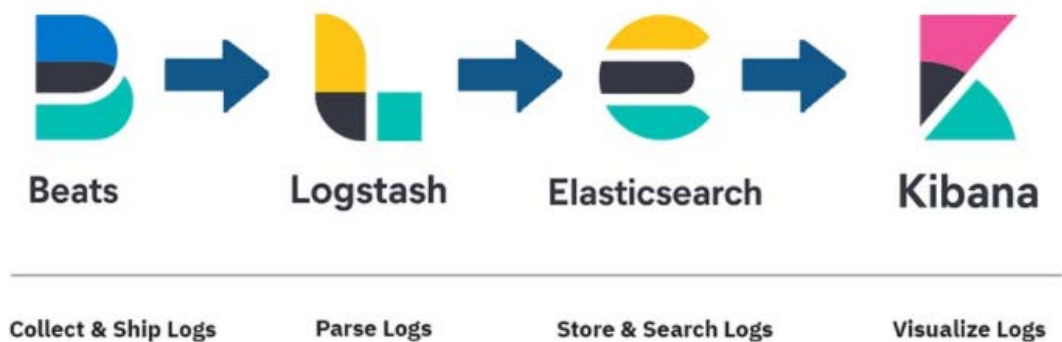 Beats
Logstash
Elasticsearch
Kibana
Collect & Ship Logs
Parse Logs
Store & Search Logs
Visualize Logs